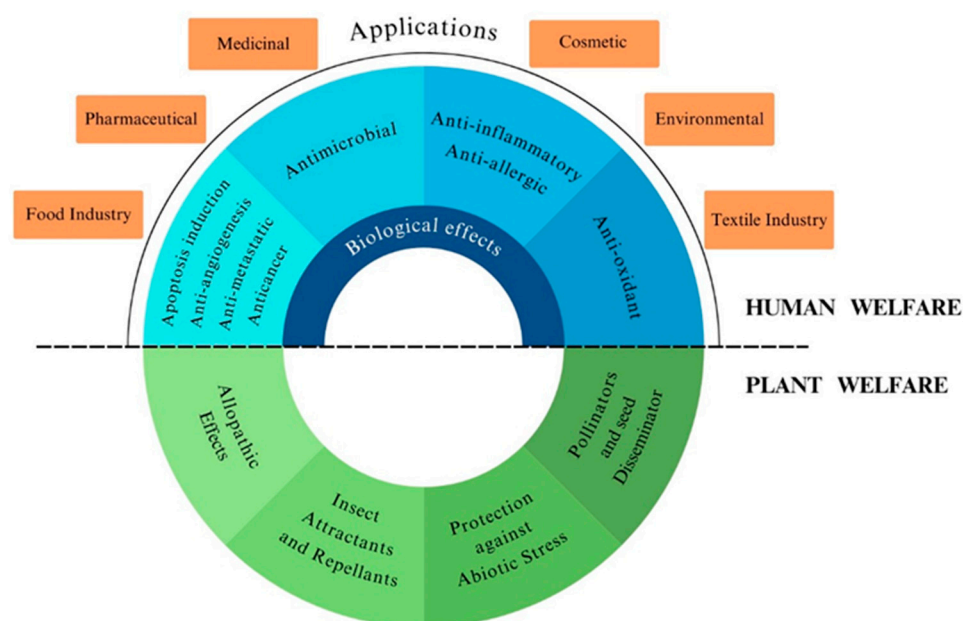 Applications
Medicinal
Cosmetic
Pharmaceutical
Environmental
Food Industry
Textile Industry
Apoptosis induction
Anti-angiogenesis
Anti-metastatic
Anticancer
Antimicrobial
Anti-inflammatory
Anti-allergic
Anti-oxidant
Biological effects
HUMAN WELFARE
PLANT WELFARE
Allopathic
Effects
Insect
Attractants
and Repellants
Protection
against
Abiotic Stress
Pollinators
and seed
Disseminator